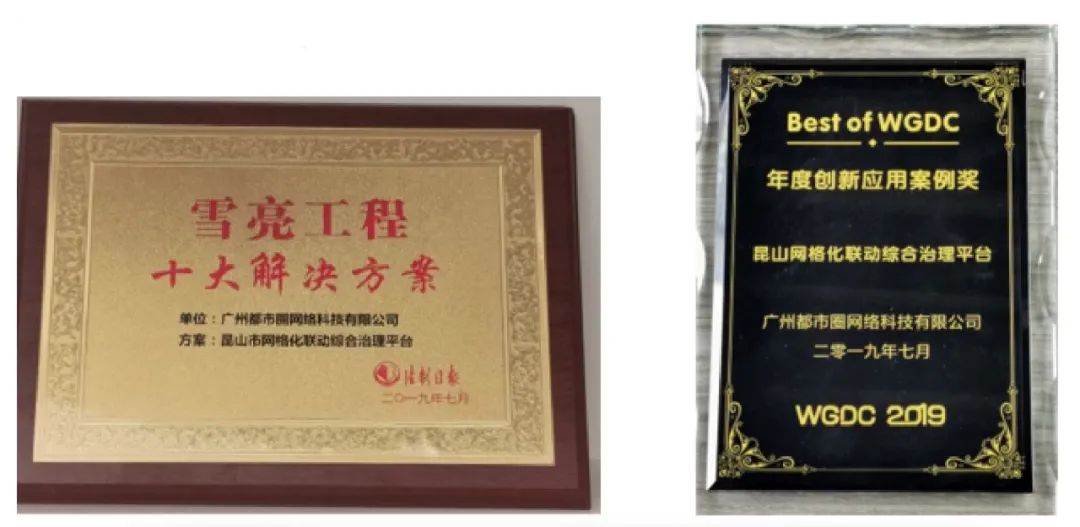 雪亮工程
十大解决方案
单位：广州都市圈网络科技有限公司
方案：昆山市网格化联动综合治理平台
法制日报
二〇一九年七月
Best of WGDC
年度创新应用案例奖
昆山网格化联动综合治理平台
广州都市圈网络科技有限公司
二零一九年七月
WGDC 2019